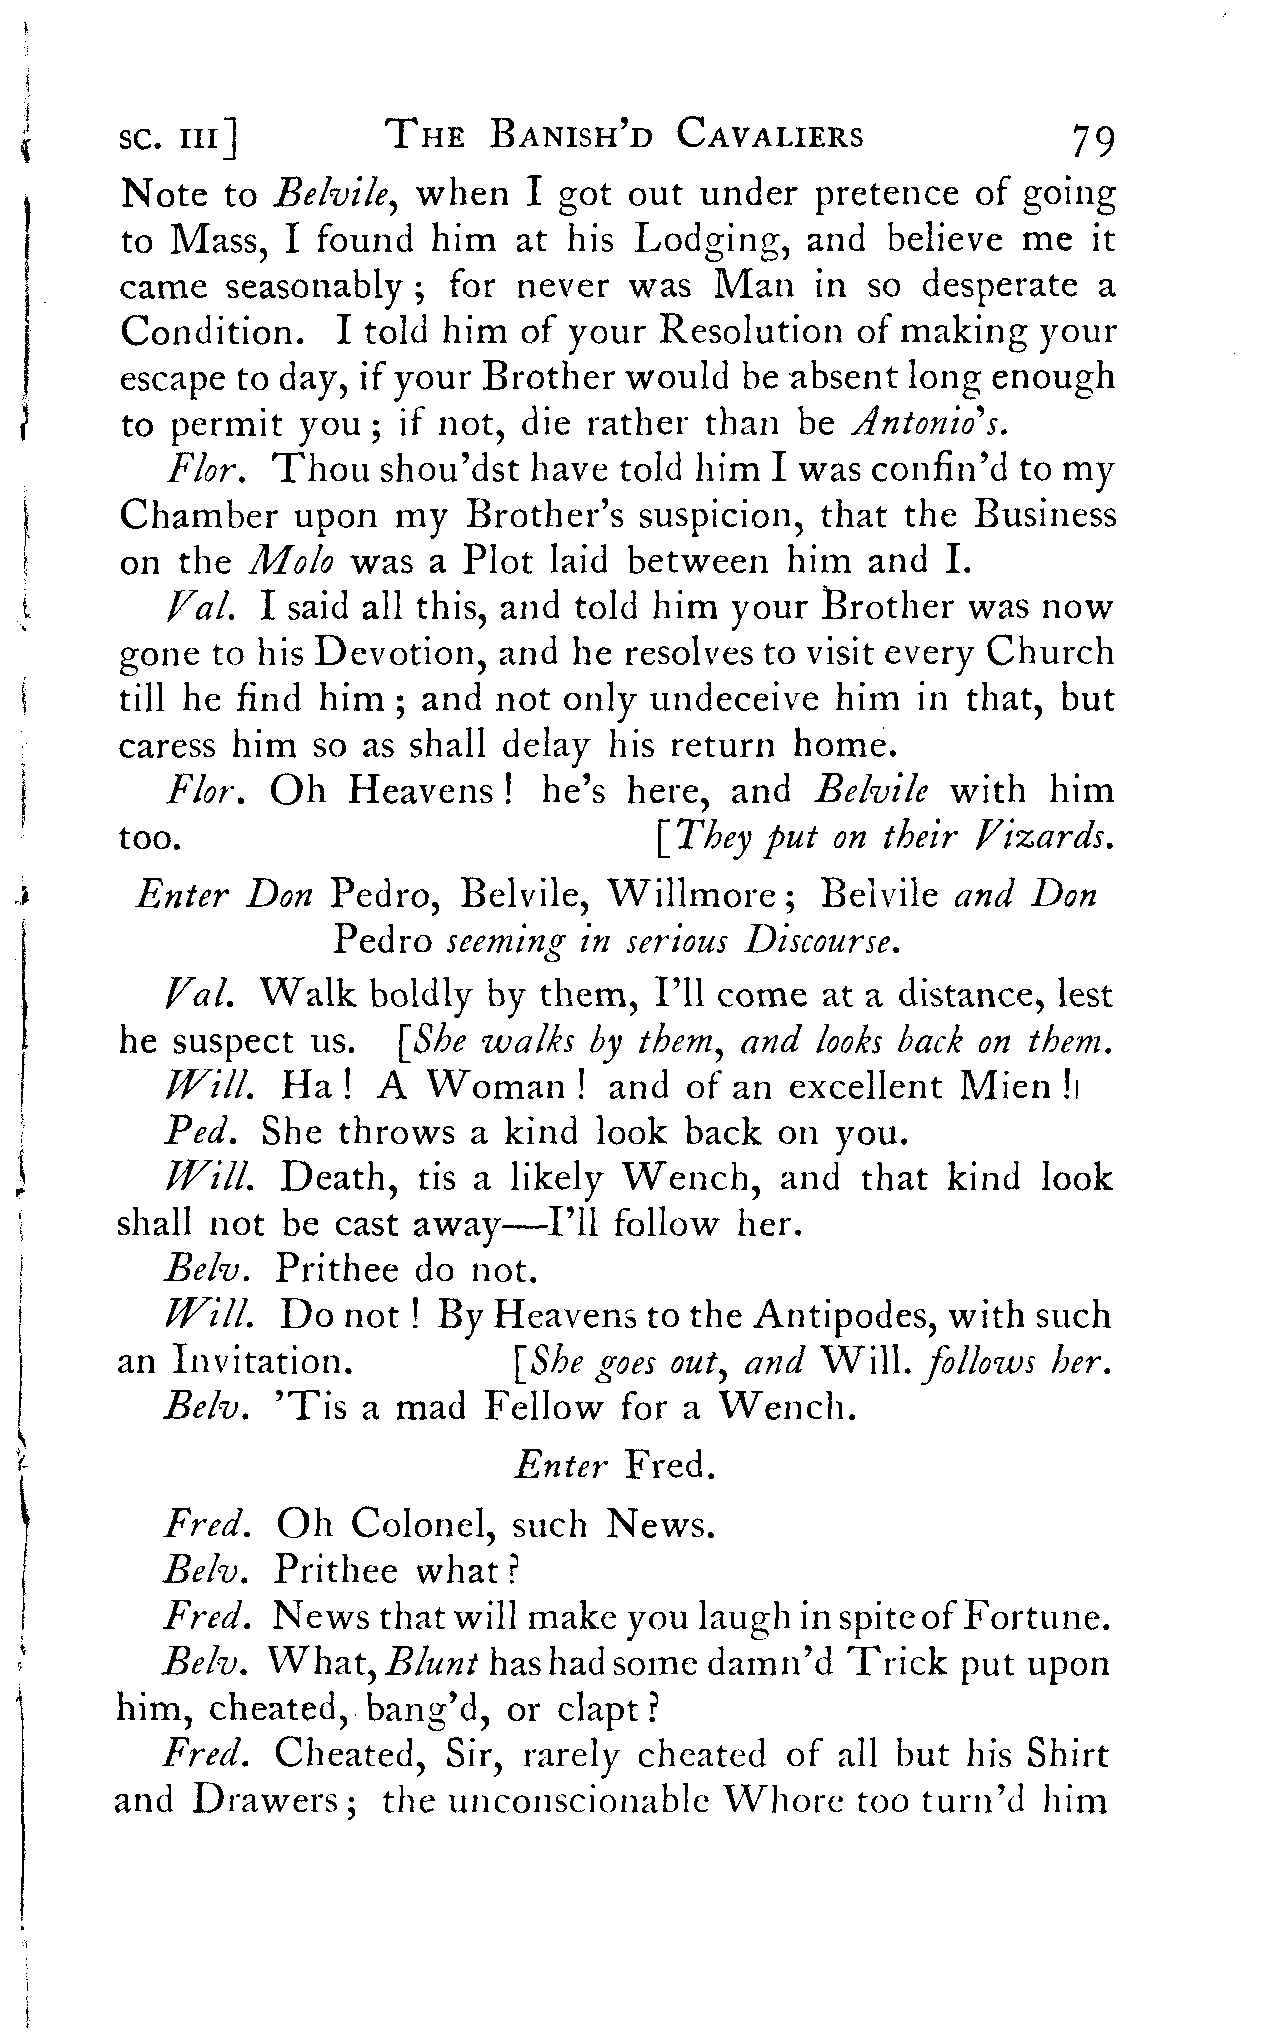 SC. III] THE BANISH'D CAVALIERS 79
Note to Belvile, when I got out under pretence of going
to Mass, I found him at his Lodging, and believe me it
came seasonably ; for never was Man in so desperate a
Condition. I told him of your Resolution of making your
escape to day, if your Brother would be absent long enough
to permit you ; if not, die rather than be Antonio's.
Flor. Thou shou'dst have told him I was confin'd to my
Chamber upon my Brother's suspicion, that the Business
on the Molo was a Plot laid between him and I.
Val. I said all this, and told him your Brother was now
gone to his Devotion, and he resolves to visit every Church
till he find him ; and not only undeceive him in that, but
caress him so as shall delay his return home.
Flor. Oh Heavens ! he's here, and Belvile with him
too. [They put on their Vizards.
Enter Don Pedro, Belvile, Willmore ; Belvile and Don
Pedro seeming in serious Discourse.
Val. Walk boldly by them, I'll come at a distance, lest
he suspect us. [She walks by them, and looks back on them.
Will. Ha ! A Woman ! and of an excellent Mien !
Ped. She throws a kind look back on you.
Will. Death, tis a likely Wench, and that kind look
shall not be cast away—I'll follow her.
Belv. Prithee do not.
Will. Do not ! By Heavens to the Antipodes, with such
an Invitation. [She goes out, and Will. follows her.
Belv. 'Tis a mad Fellow for a Wench.
Enter Fred.
Fred. Oh Colonel, such News.
Belv. Prithee what ?
Fred. News that will make you laugh in spite of Fortune.
Belv. What, Blunt has had some damn'd Trick put upon
him, cheated, bang'd, or clapt ?
Fred. Cheated, Sir, rarely cheated of all but his Shirt
and Drawers ; the unconscionable Whore too turn'd him